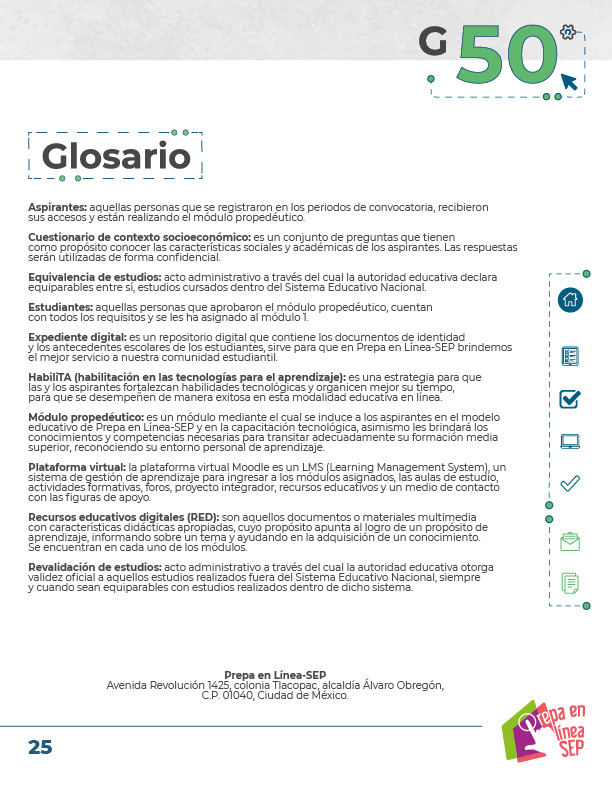 G 50
Glosario
Aspirantes: aquellas personas que se registraron en los periodos de convocatoria, recibieron
sus accesos y están realizando el módulo propedéutico.
Cuestionario de contexto socioeconómico: es un conjunto de preguntas que tienen
como propósito conocer las características sociales y académicas de los aspirantes. Las respuestas
serán utilizadas de forma confidencial.
Equivalencia de estudios: acto administrativo a través del cual la autoridad educativa declara
equiparables entre sí, estudios cursados dentro del Sistema Educativo Nacional.
Estudiantes: aquellas personas que aprobaron el módulo propedéutico, cuentan
con todos los requisitos y se les ha asignado al módulo 1.
Expediente digital: es un repositorio digital que contiene los documentos de identidad
y los antecedentes escolares de los estudiantes, sirve para que en Prepa en Línea-SEP brindemos
el mejor servicio a nuestra comunidad estudiantil.
HabilíTA (habilitación en las tecnologías para el aprendizaje): es una estrategia para que
las y los aspirantes fortalezcan habilidades tecnológicas y organicen mejor su tiempo,
para que se desempeñen de manera exitosa en esta modalidad educativa en línea.
Módulo propedéutico: es un módulo mediante el cual se induce a los aspirantes en el modelo
educativo de Prepa en Línea-SEP y en la capacitación tecnológica, asimismo les brindará los
conocimientos y competencias necesarias para transitar adecuadamente su formación media
superior, reconociendo su entorno personal de aprendizaje.
Plataforma virtual: la plataforma virtual Moodle es un LMS (Learning Management System), un
sistema de gestión de aprendizaje para ingresar a los módulos asignados, las aulas de estudio,
actividades formativas, foros, proyecto integrador, recursos educativos y un medio de contacto
con las figuras de apoyo.
Recursos educativos digitales (RED): son aquellos documentos o materiales multimedia
con características didácticas apropiadas, cuyo propósito apunta al logro de un propósito de
aprendizaje, informando sobre un tema y ayudando en la adquisición de un conocimiento.
Se encuentran en cada uno de los módulos.
Revalidación de estudios: acto administrativo a través del cual la autoridad educativa otorga
validez oficial a aquellos estudios realizados fuera del Sistema Educativo Nacional, siempre
y cuando sean equiparables con estudios realizados dentro de dicho sistema.
Prepa en Línea-SEP
Avenida Revolución 1425, colonia Tlacopac, alcaldía Álvaro Obregón,
C.P. 01040, Ciudad de México.
25
Prepa en
línea
SEP